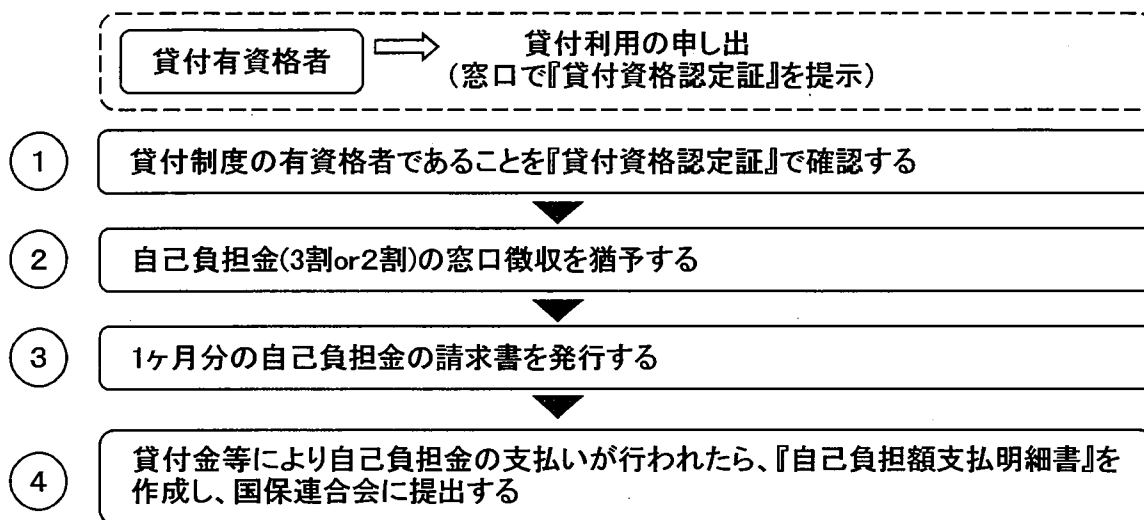 貸付有資格者
貸付利用の申し出
(窓口で『貸付資格認定証』を提示)
1
貸付制度の有資格者であることを『貸付資格認定証』で確認する
2
自己負担金(3割or2割)の窓口徴収を猶予する
3
1ヶ月分の自己負担金の請求書を発行する
4
貸付金等により自己負担金の支払いが行われたら、『自己負担額支払明細書』を
作成し、国保連合会に提出する